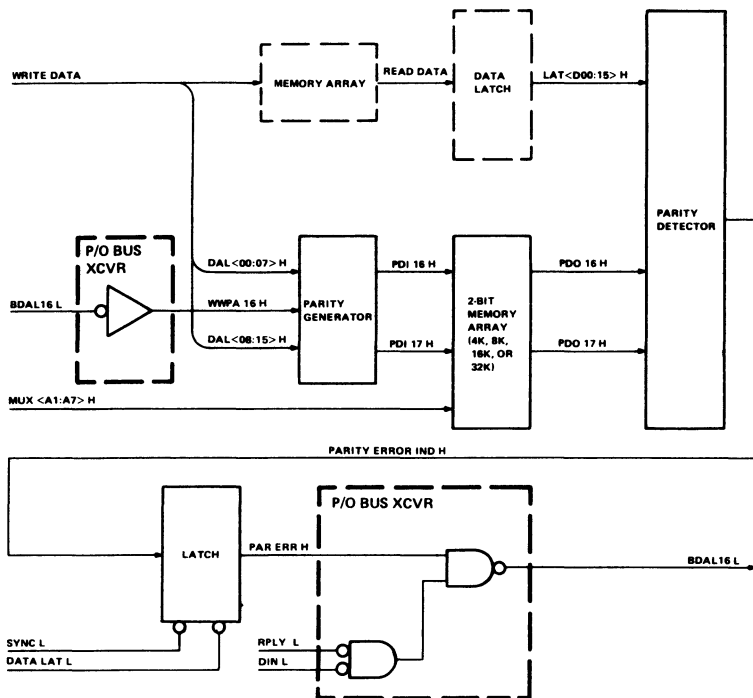 WRITE DATA
MEMORY ARRAY
READ DATA
DATA
LATCH
LAT<D00:15> H
PARITY
DETECTOR
P/O BUS
XCVR
BDAL16 L
DAL<00:07> H
WWPA 16 H
DAL<08:15> H
PARITY
GENERATOR
PDI 16 H
PDI 17 H
2-BIT
MEMORY
ARRAY
(4K, 8K,
16K, OR
32K)
PDO 16 H
PDO 17 H
MUX <A1:A7> H
PARITY ERROR IND H
LATCH
PAR ERR H
P/O BUS XCVR
BDAL16 L
SYNC L
DATA LAT L
RPLY L
DIN L